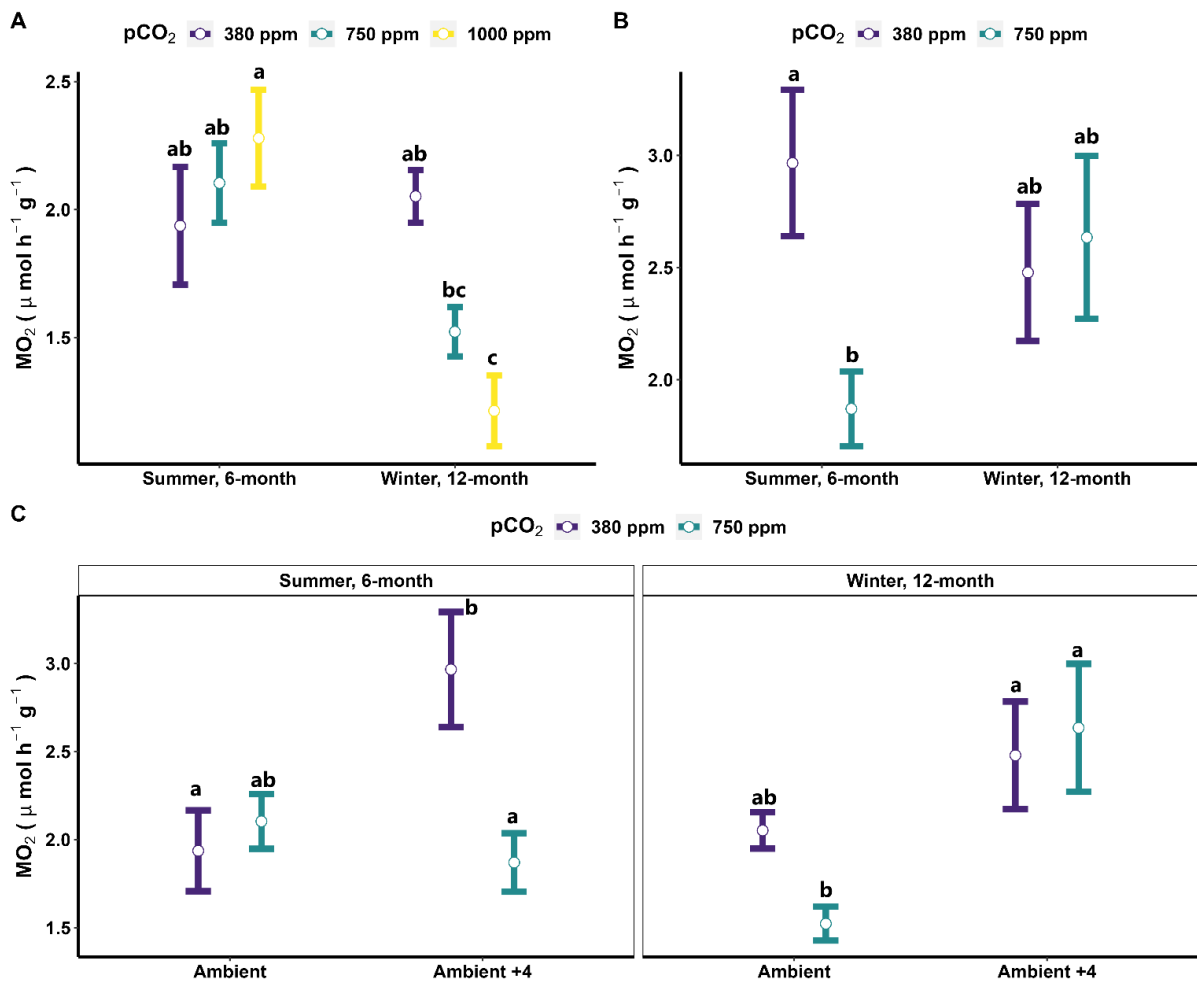 A
pCO₂ 380 ppm 750 ppm 1000 ppm
MO₂ ( μ mol h⁻¹ g⁻¹ )
2.5
2.0
1.5
ab
ab
a
ab
bc
c
Summer, 6-month
Winter, 12-month
B
pCO₂ 380 ppm 750 ppm
MO₂ ( μ mol h⁻¹ g⁻¹ )
3.0
2.5
2.0
a
b
ab
ab
Summer, 6-month
Winter, 12-month
C
pCO₂ 380 ppm 750 ppm
MO₂ ( μ mol h⁻¹ g⁻¹ )
3.0
2.5
2.0
1.5
Summer, 6-month
a
ab
b
a
Ambient
Ambient +4
Winter, 12-month
ab
b
a
a
Ambient
Ambient +4